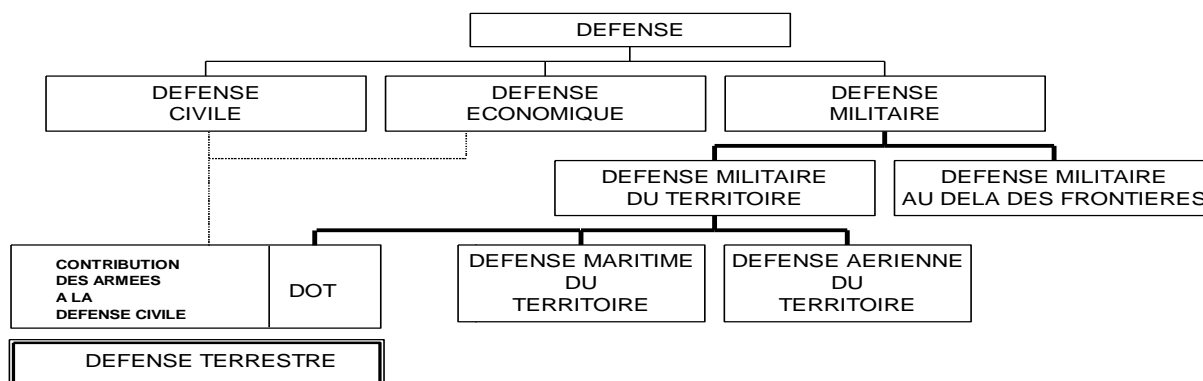 DEFENSE
DEFENSE
CIVILE
DEFENSE
ECONOMIQUE
DEFENSE
MILITAIRE
DEFENSE MILITAIRE
DU TERRITOIRE
DEFENSE MILITAIRE
AU DELA DES FRONTIERES
CONTRIBUTION
DES ARMEES
A LA
DEFENSE CIVILE
DOT
DEFENSE MARITIME
DU
TERRITOIRE
DEFENSE AERIENNE
DU
TERRITOIRE
DEFENSE TERRESTRE